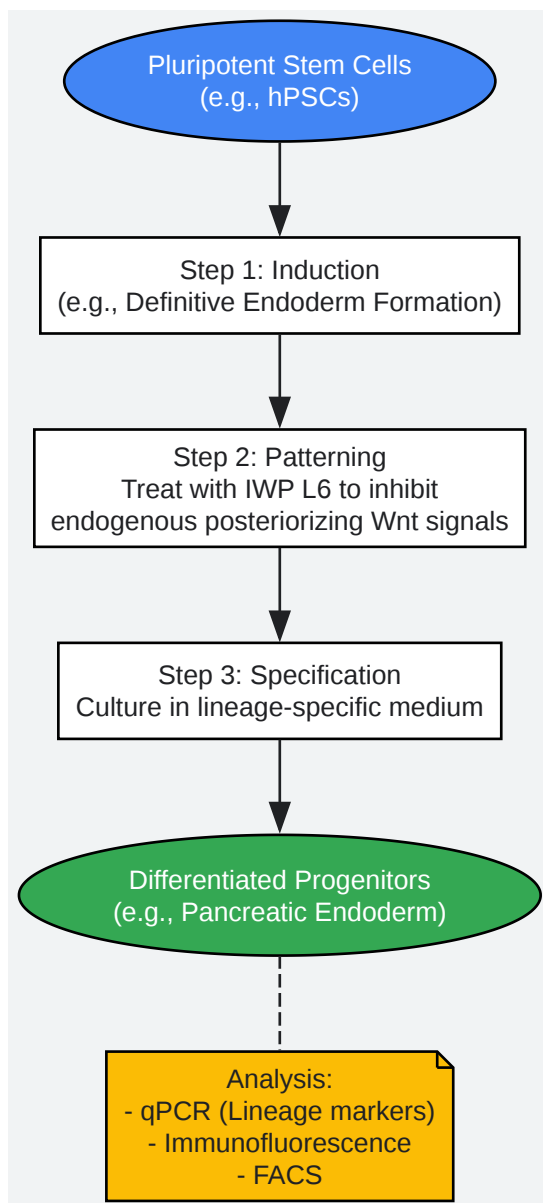 Pluripotent Stem Cells
(e.g., hPSCs)
Step 1: Induction
(e.g., Definitive Endoderm Formation)
Step 2: Patterning
Treat with IWP L6 to inhibit
endogenous posteriorizing Wnt signals
Step 3: Specification
Culture in lineage-specific medium
Differentiated Progenitors
(e.g., Pancreatic Endoderm)
Analysis:
- qPCR (Lineage markers)
- Immunofluorescence
- FACS